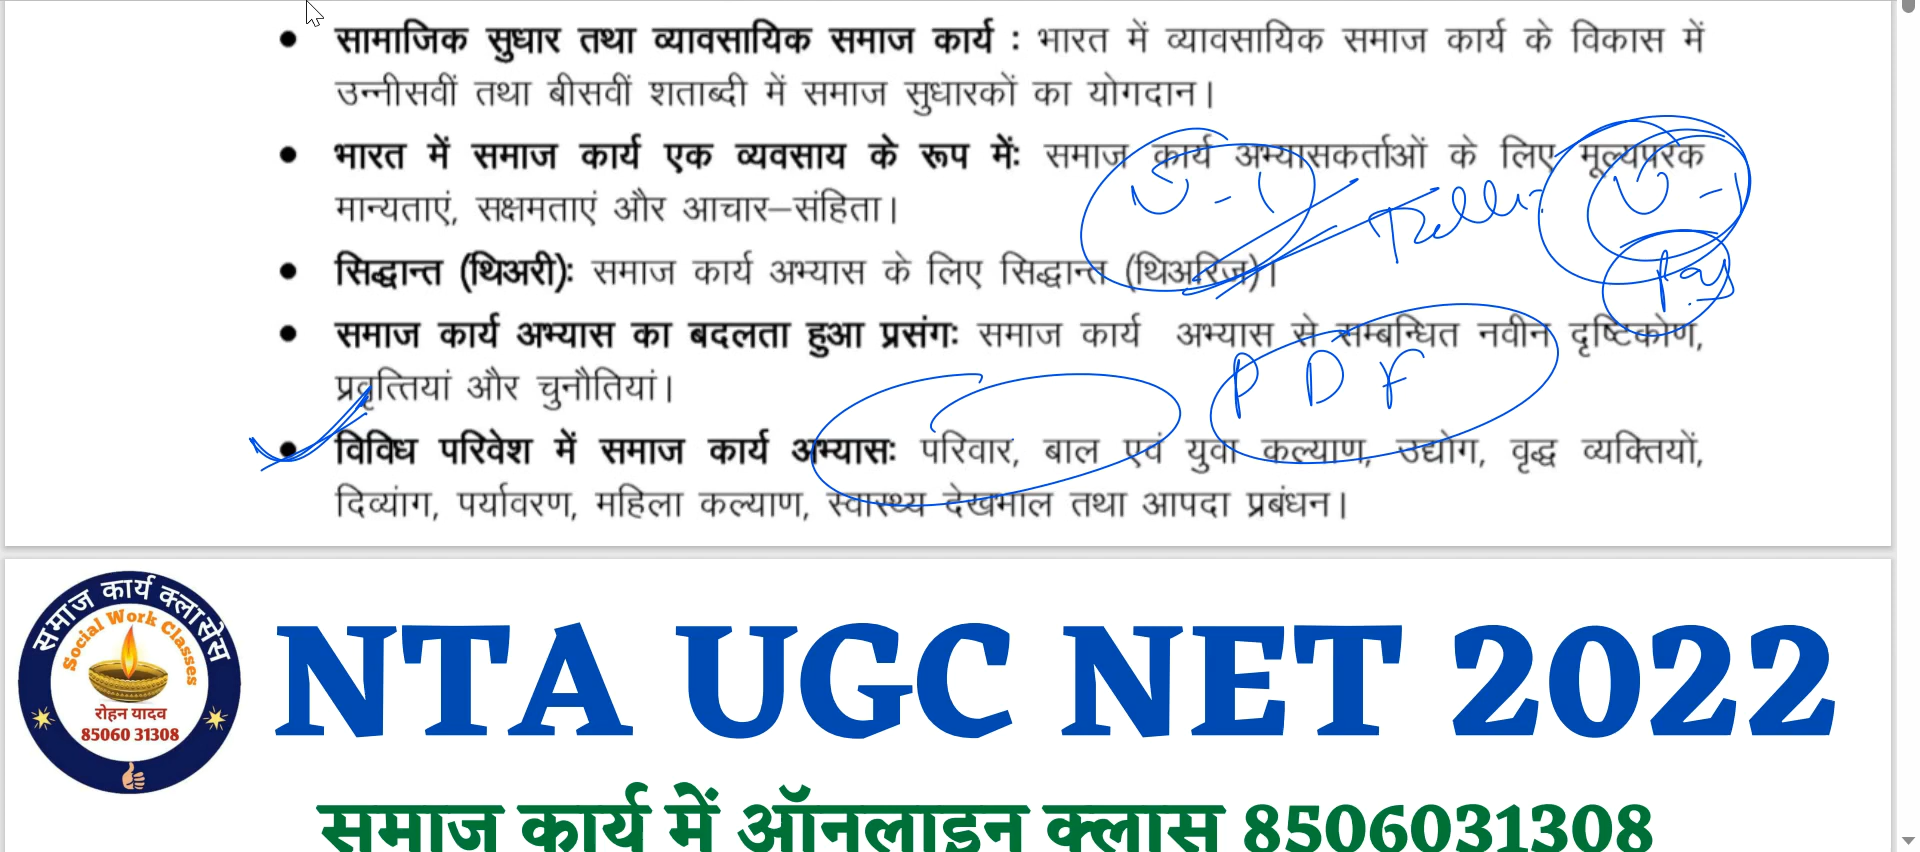 • सामाजिक सुधार तथा व्यावसायिक समाज कार्य : भारत में व्यावसायिक समाज कार्य के विकास में
उन्नीसवीं तथा बीसवीं शताब्दी में समाज सुधारकों का योगदान।
• भारत में समाज कार्य एक व्यवसाय के रूप में: समाज कार्य अभ्यासकर्ताओं के लिए मूल्यपरक
मान्यताएं, सक्षमताएं और आचार–संहिता।
U - 1
U - 1
• सिद्धान्त (थिअरी): समाज कार्य अभ्यास के लिए सिद्धान्त (थिअरिज)।
• समाज कार्य अभ्यास का बदलता हुआ प्रसंग: समाज कार्य अभ्यास से सम्बन्धित नवीन दृष्टिकोण,
प्रवृत्तियां और चुनौतियां।
PDF
• विविध परिवेश में समाज कार्य अभ्यास: परिवार, बाल एवं युवा कल्याण, उद्योग, वृद्ध व्यक्तियों,
दिव्यांग, पर्यावरण, महिला कल्याण, स्वास्थ्य देखभाल तथा आपदा प्रबंधन।
समाज कार्य क्लासेस
Social Work Classes
रोहन यादव
85060 31308
NTA UGC NET 2022
समाज कार्य में ऑनलाइन क्लास 8506031308